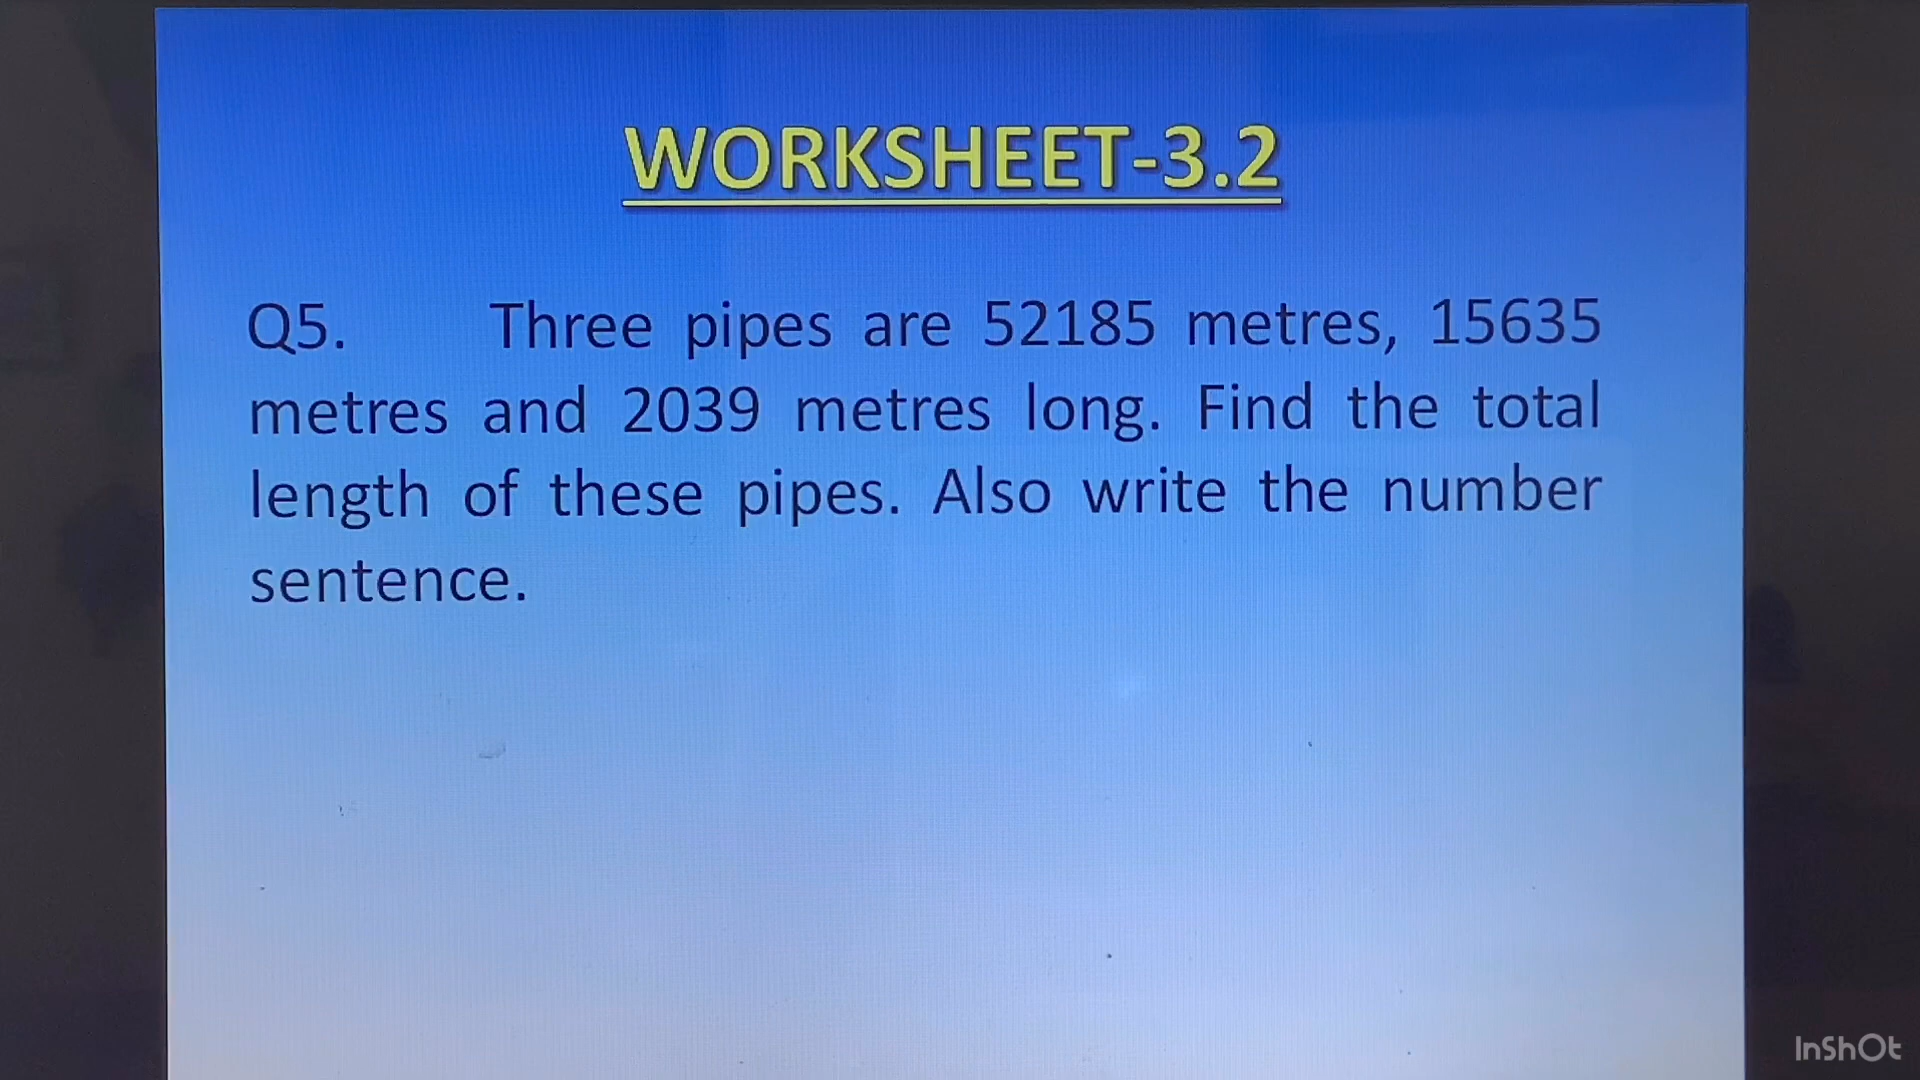 WORKSHEET-3.2
Q5. Three pipes are 52185 metres, 15635
metres and 2039 metres long. Find the total
length of these pipes. Also write the number
sentence.
InShOt